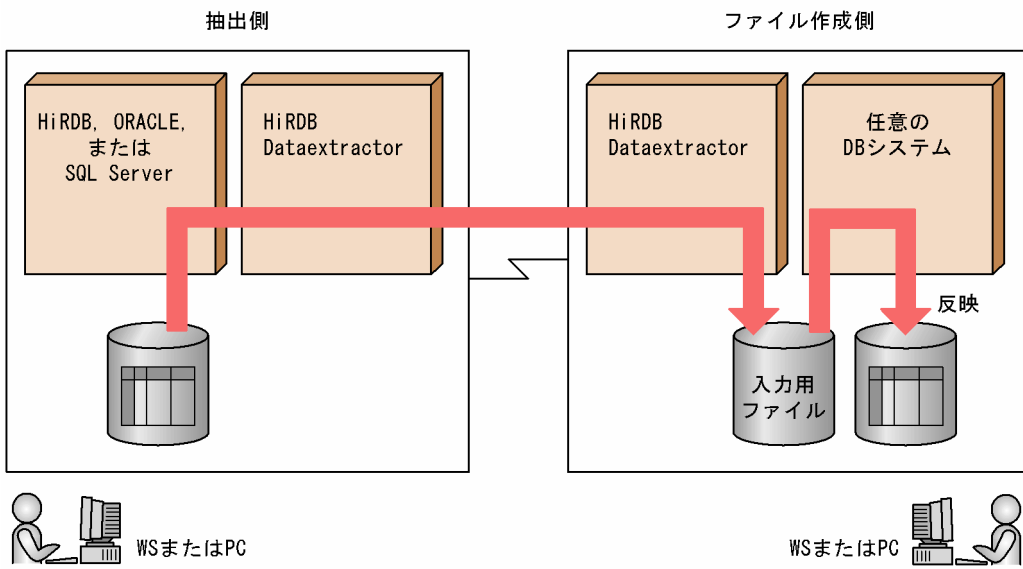 抽出側
ファイル作成側
HiRDB, ORACLE,
または
SQL Server
HiRDB
Dataextractor
HiRDB
Dataextractor
任意の
DBシステム
反映
入力用
ファイル
WSまたはPC
WSまたはPC